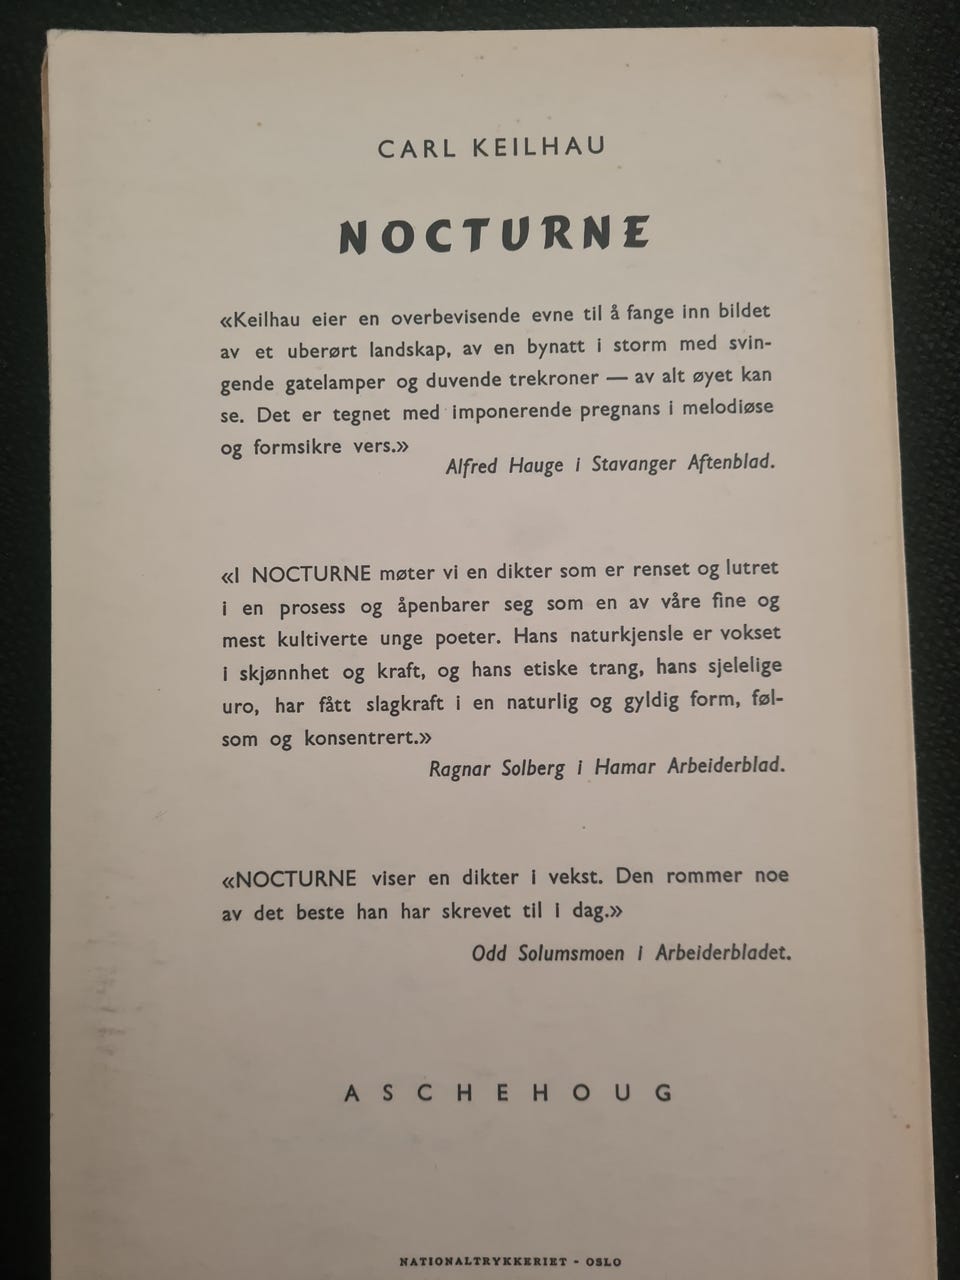 CARL KEILHAU
NOCTURNE
«Keilhau eier en overbevisende evne til å fange inn bildet
av et uberørt landskap, av en bynatt i storm med svin-
gende gatelamper og duvende trekroner — av alt øyet kan
se. Det er tegnet med imponerende pregnans i melodiøse
og formsikre vers.»
Alfred Hauge i Stavanger Aftenblad.
«I NOCTURNE møter vi en dikter som er renset og lutret
i en prosess og åpenbarer seg som en av våre fine og
mest kultiverte unge poeter. Hans naturkjensle er vokset
i skjønnhet og kraft, og hans etiske trang, hans sjelelige
uro, har fått slagkraft i en naturlig og gyldig form, føl-
som og konsentrert.»
Ragnar Solberg i Hamar Arbeiderblad.
«NOCTURNE viser en dikter i vekst. Den rommer noe
av det beste han har skrevet til i dag.»
Odd Solumsmoen i Arbeiderbladet.
ASCHEHOUG
NATIONALTRYKKERIET - OSLO